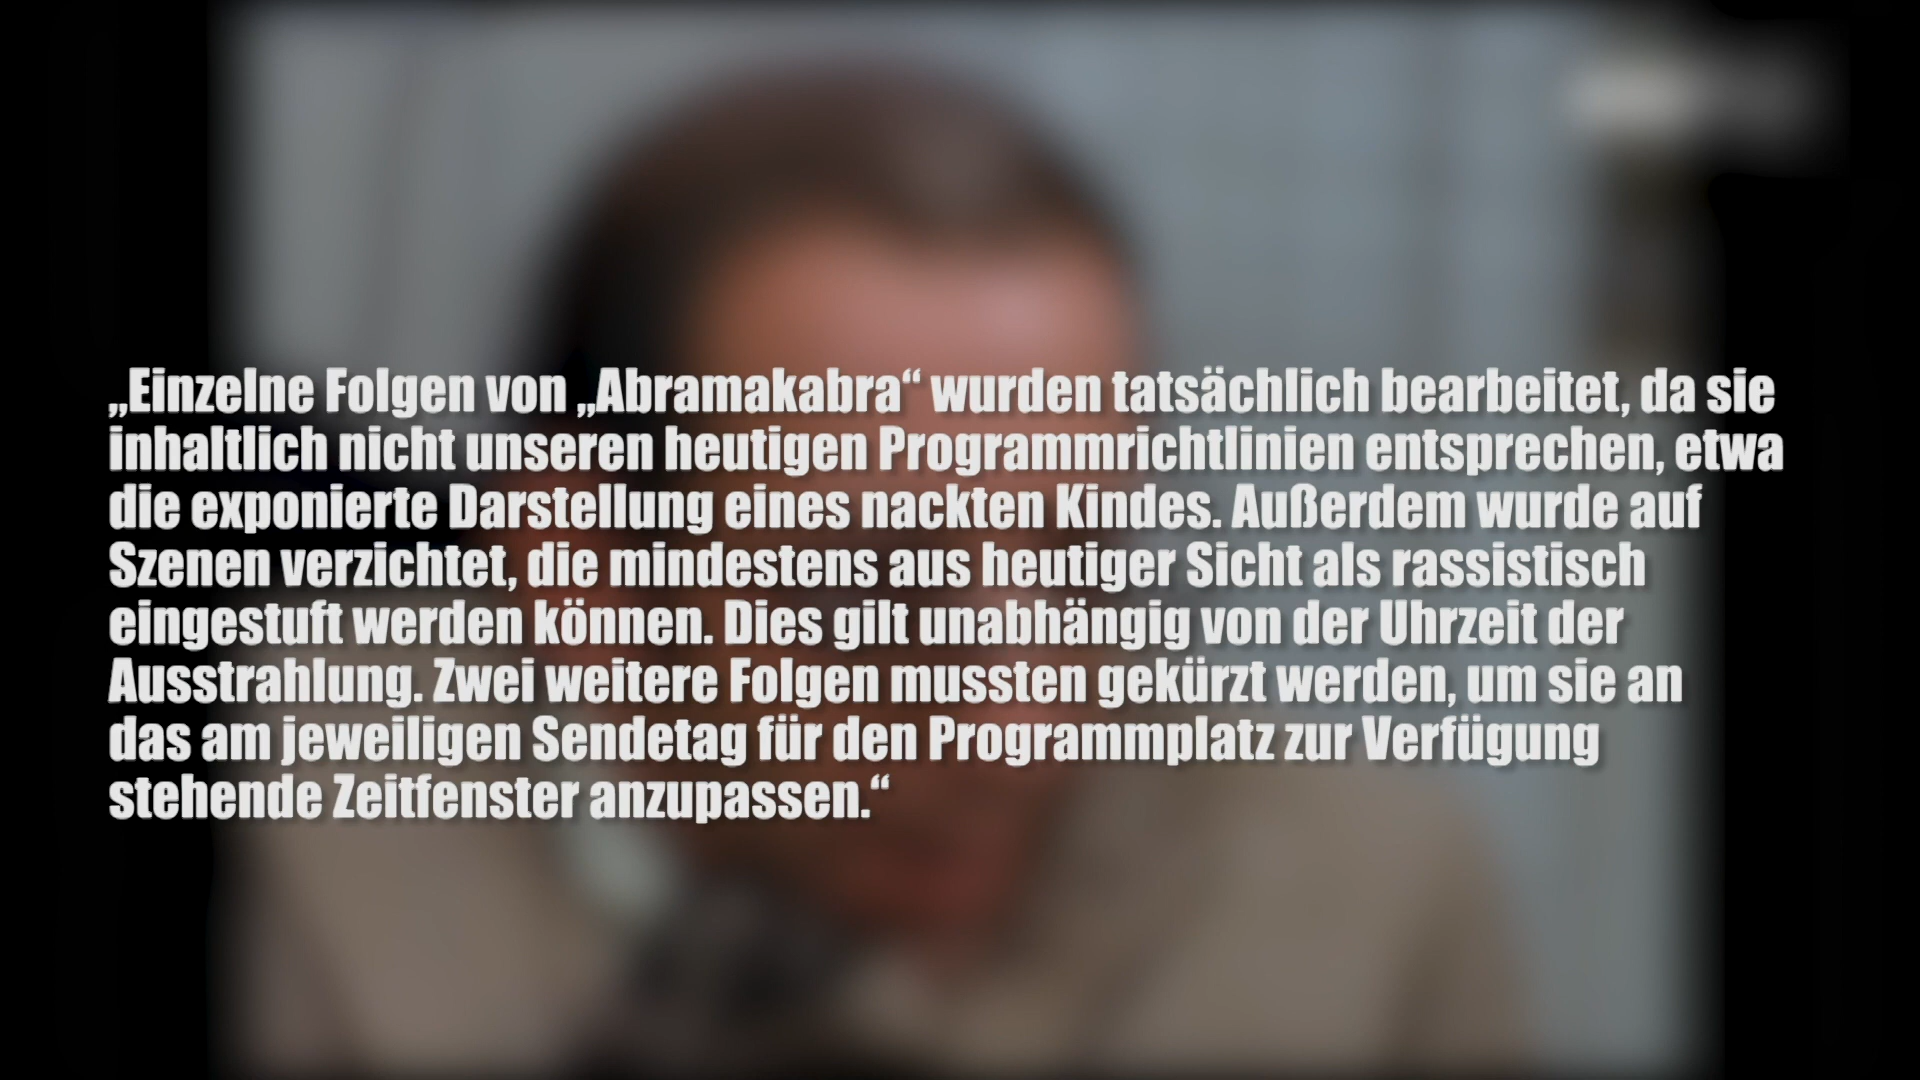 „Einzelne Folgen von „Abramakabra“ wurden tatsächlich bearbeitet, da sie
inhaltlich nicht unseren heutigen Programmrichtlinien entsprechen, etwa
die exponierte Darstellung eines nackten Kindes. Außerdem wurde auf
Szenen verzichtet, die mindestens aus heutiger Sicht als rassistisch
eingestuft werden können. Dies gilt unabhängig von der Uhrzeit der
Ausstrahlung. Zwei weitere Folgen mussten gekürzt werden, um sie an
das am jeweiligen Sendetag für den Programmplatz zur Verfügung
stehende Zeitfenster anzupassen.“